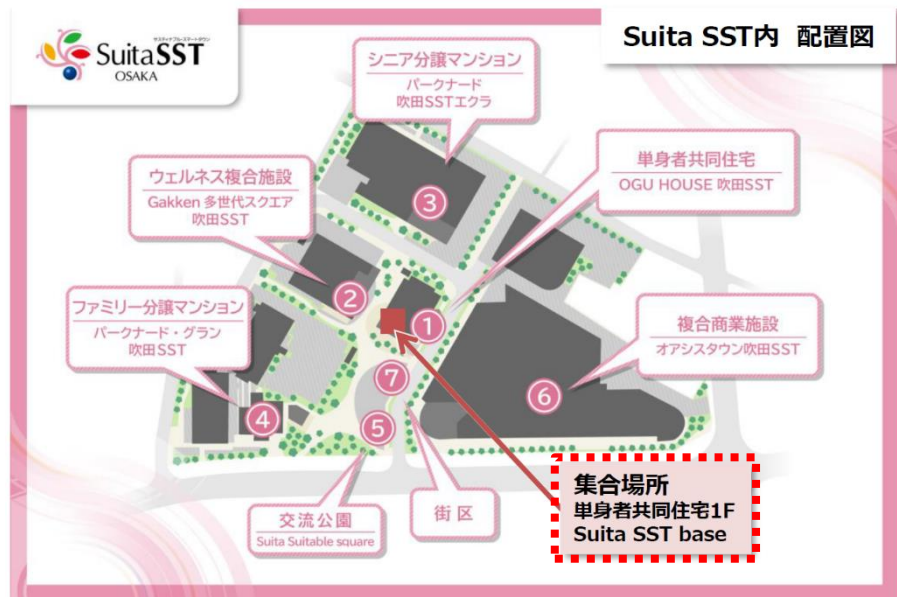 サスティナブル・スマートタウン
SuitaSST
OSAKA
Suita SST内 配置図
シニア分譲マンション
パークナード
吹田SSTエクラ
単身者共同住宅
OGU HOUSE 吹田SST
ウェルネス複合施設
Gakken 多世代スクエア
吹田SST
③
②
①
ファミリー分譲マンション
パークナード・グラン
吹田SST
複合商業施設
オアシスタウン吹田SST
⑦
⑥
④
⑤
集合場所
単身者共同住宅1F
Suita SST base
交流公園
Suita Suitable square
街区